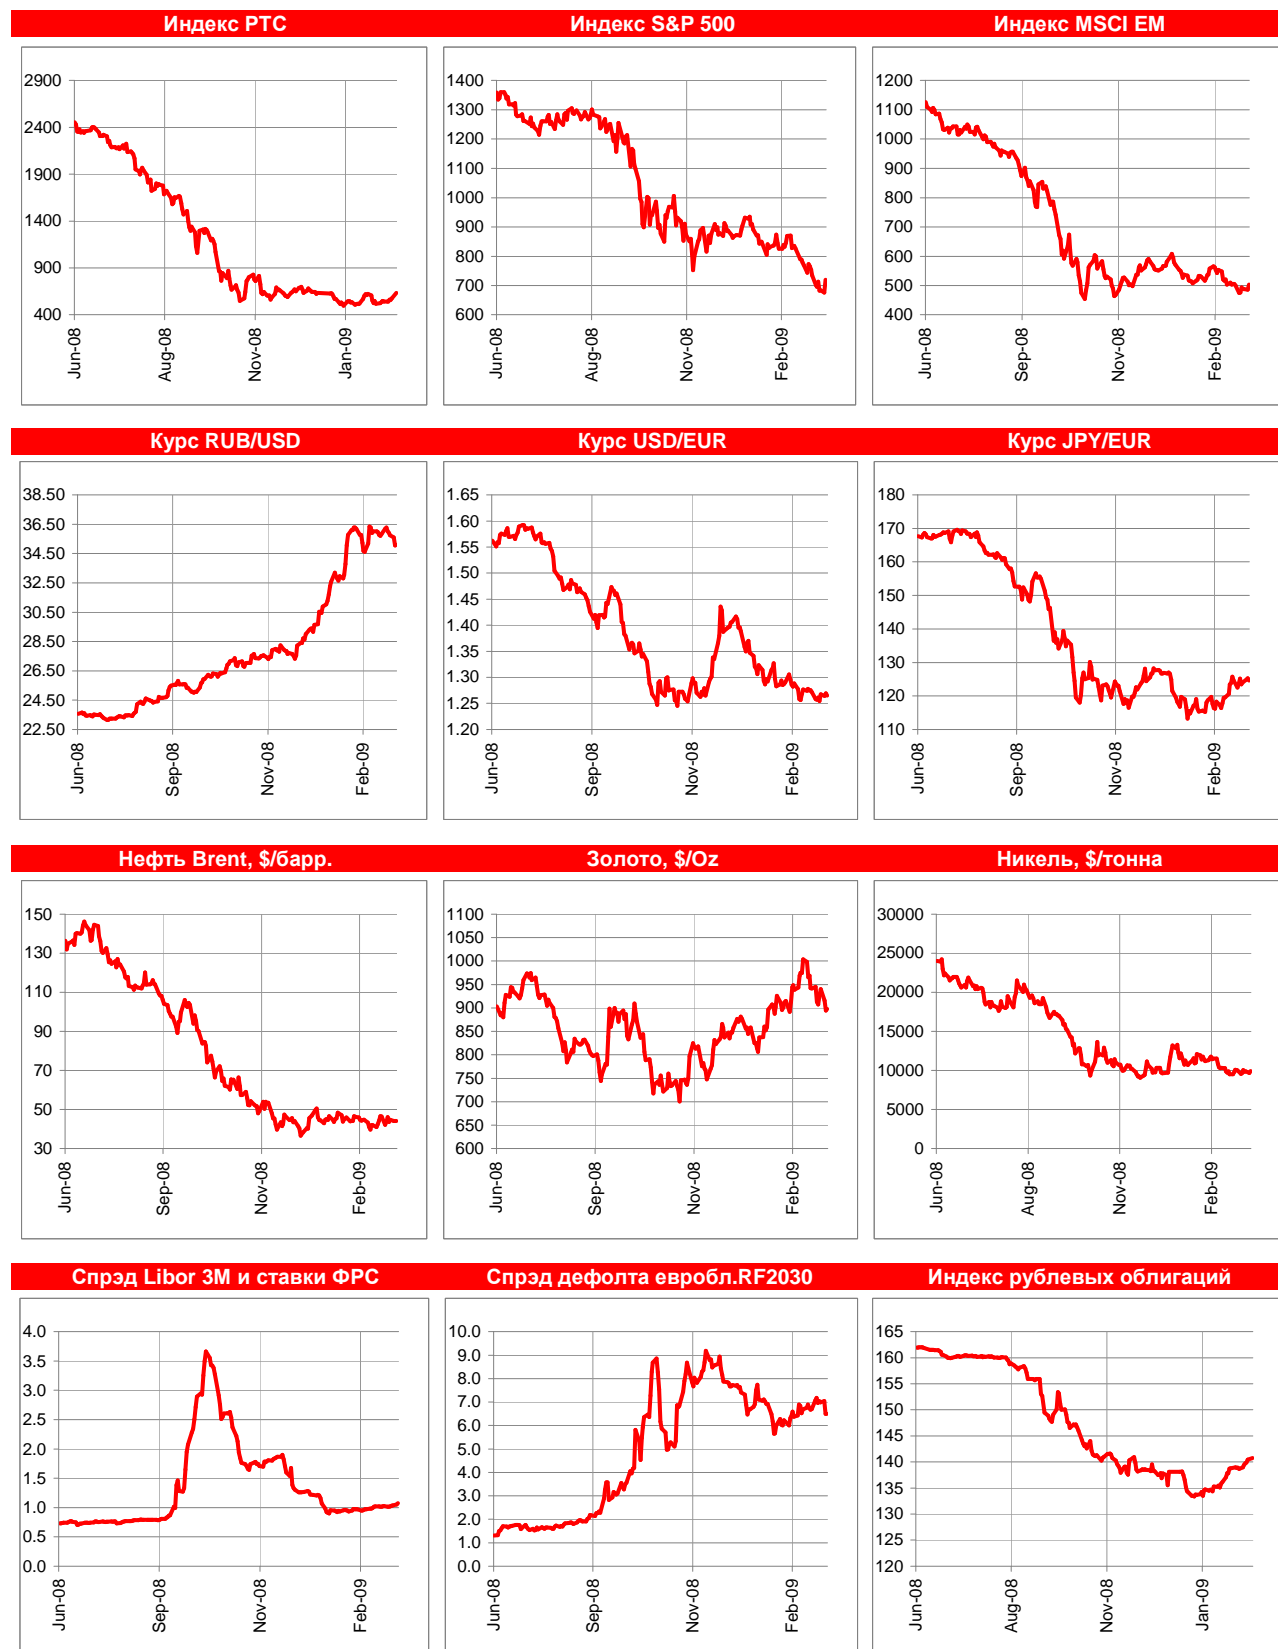 Индекс РТС
Индекс S&P 500
Индекс MSCI EM
2900
2400
1900
1400
900
400
Jun-08
Aug-08
Nov-08
Jan-09
1400
1300
1200
1100
1000
900
800
700
600
Jun-08
Aug-08
Nov-08
Feb-09
1200
1100
1000
900
800
700
600
500
400
Jun-08
Sep-08
Nov-08
Feb-09
Курс RUB/USD
Курс USD/EUR
Курс JPY/EUR
38.50
36.50
34.50
32.50
30.50
28.50
26.50
24.50
22.50
Jun-08
Sep-08
Nov-08
Feb-09
1.65
1.60
1.55
1.50
1.45
1.40
1.35
1.30
1.25
1.20
Jun-08
Sep-08
Nov-08
Feb-09
180
170
160
150
140
130
120
110
Jun-08
Sep-08
Nov-08
Feb-09
Нефть Brent, $/барр.
Золото, $/Oz
Никель, $/тонна
150
130
110
90
70
50
30
Jun-08
Sep-08
Nov-08
Feb-09
1100
1050
1000
950
900
850
800
750
700
650
600
Jun-08
Sep-08
Nov-08
Feb-09
30000
25000
20000
15000
10000
5000
0
Jun-08
Aug-08
Nov-08
Feb-09
Спрэд Libor 3M и ставки ФРС
Спрэд дефолта евробл.RF2030
Индекс рублевых облигаций
4.0
3.5
3.0
2.5
2.0
1.5
1.0
0.5
0.0
Jun-08
Sep-08
Nov-08
Feb-09
10.0
9.0
8.0
7.0
6.0
5.0
4.0
3.0
2.0
1.0
0.0
Jun-08
Sep-08
Nov-08
Feb-09
165
160
155
150
145
140
135
130
125
120
Jun-08
Aug-08
Nov-08
Jan-09